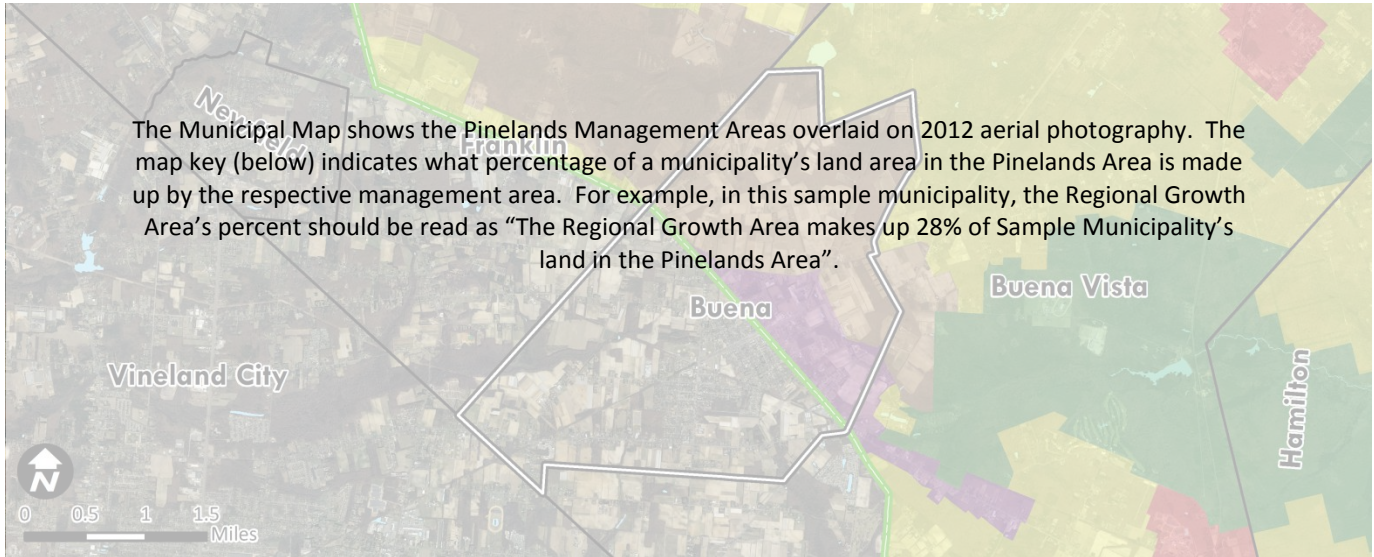 The Municipal Map shows the Pinelands Management Areas overlaid on 2012 aerial photography.  The
map key (below) indicates what percentage of a municipality’s land area in the Pinelands Area is made
up by the respective management area.  For example, in this sample municipality, the Regional Growth
Area’s percent should be read as “The Regional Growth Area makes up 28% of Sample Municipality’s
land in the Pinelands Area”.
Newfield
Franklin
Buena
Buena Vista
Vineland City
Hamilton
N
0 0.5 1 1.5
Miles